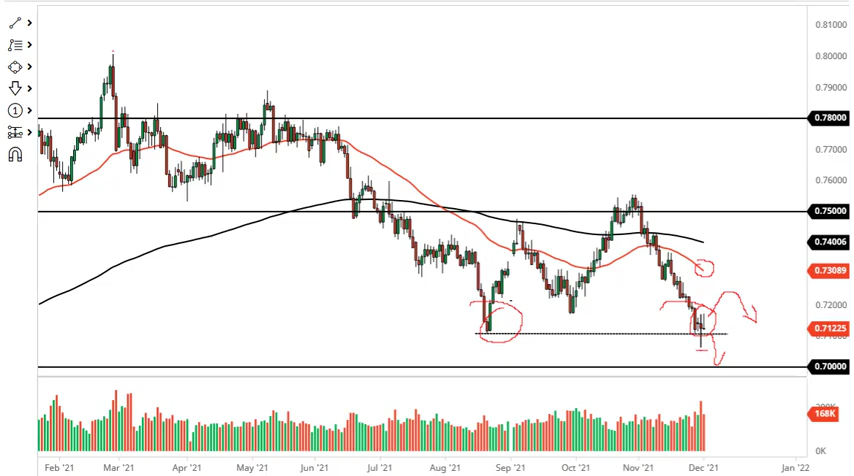 0.81000
0.80000
0.79000
0.78000
0.77000
0.76000
0.75000
0.74006
0.73089
0.72000
0.71225
0.70000
168K
0K
1
Feb '21
Mar '21
Apr '21
May '21
Jun '21
Jul '21
Aug '21
Sep '21
Oct '21
Nov '21
Dec '21
Jan '22